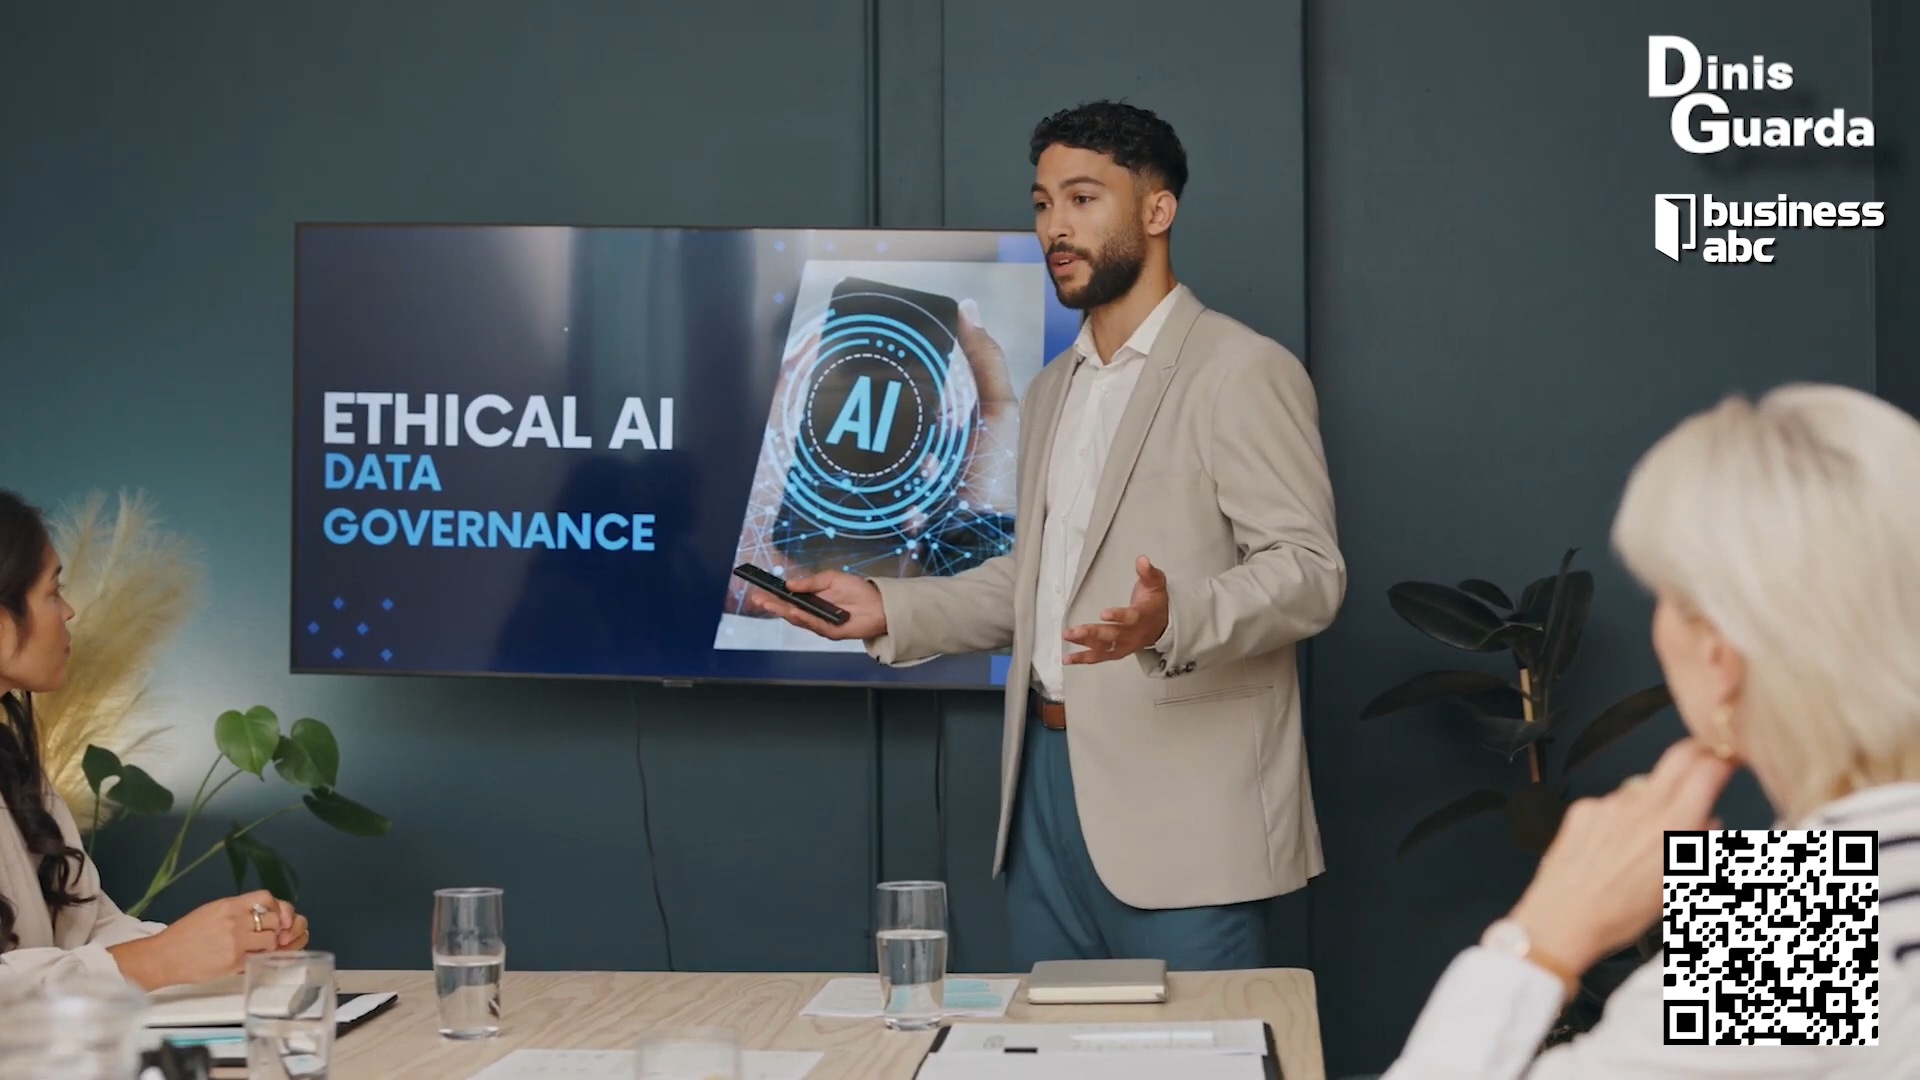 Dinis
Guarda
business
abc
ETHICAL AI
DATA
GOVERNANCE
AI